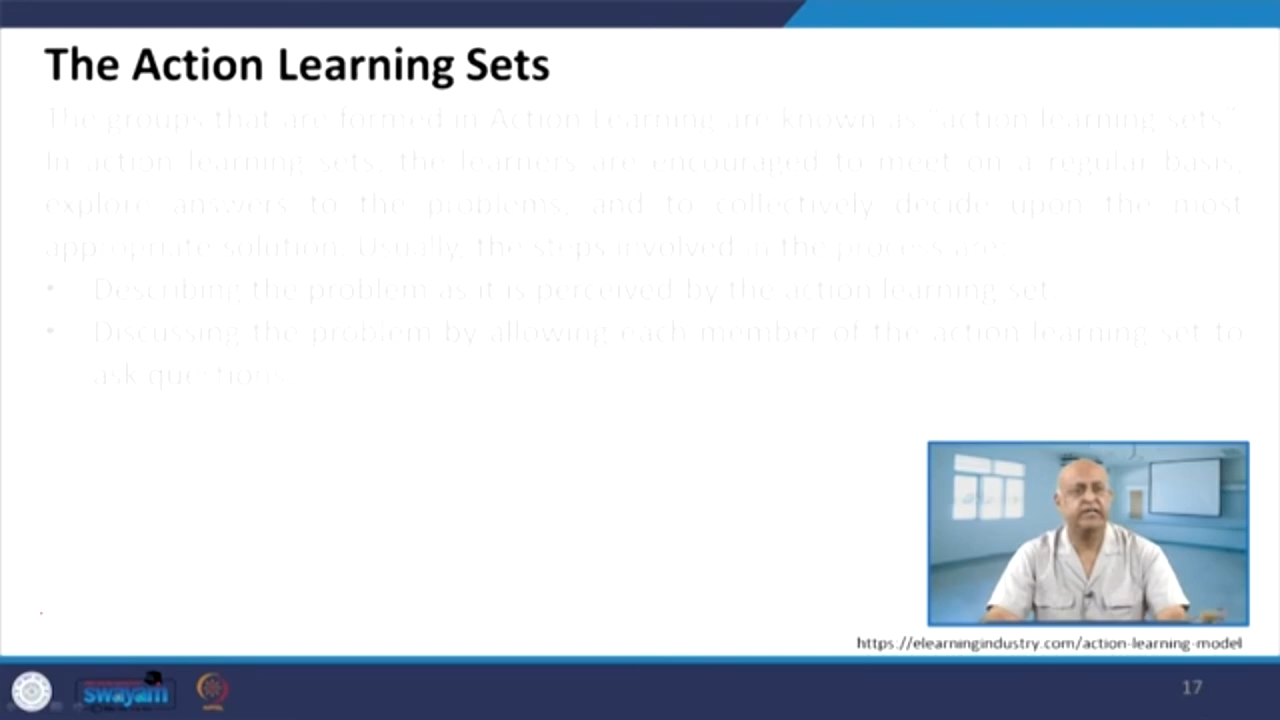 The Action Learning Sets
The groups that are formed in Action Learning are known as "action learning sets".
In action learning sets, the learners are encouraged to meet on a regular basis,
explore answers to the problems, and to collectively decide upon the most
appropriate solution. Usually, the steps involved in the process are:
• Describing the problem as it is perceived by the action learning set
• Discussing the problem by allowing each member of the action learning set to
ask questions
https://elearningindustry.com/action-learning-model
swayam
17